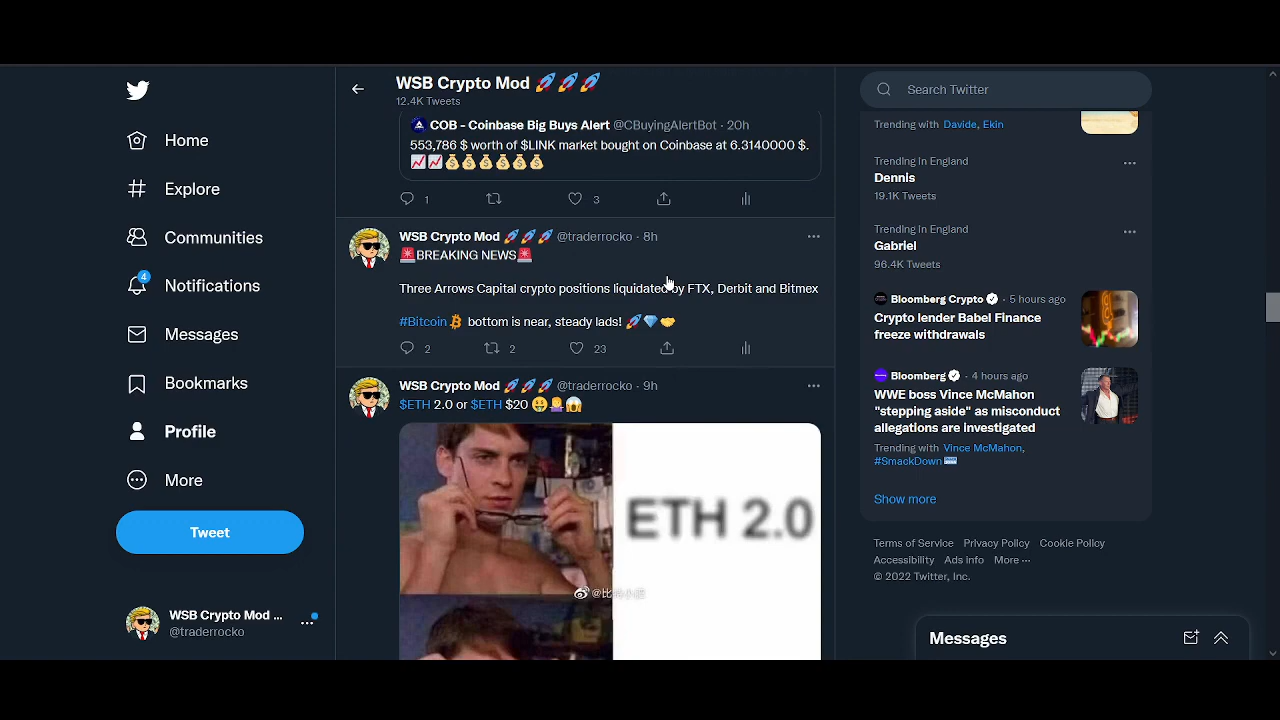 Home
Explore
Communities
4
Notifications
Messages
Bookmarks
Profile
More
Tweet
WSB Crypto Mod ...
@traderrocko
WSB Crypto Mod 🚀🚀🚀
12.4K Tweets
COB - Coinbase Big Buys Alert @CBuyingAlertBot · 20h
553,786 $ worth of $LINK market bought on Coinbase at 6.3140000 $.
📈📈💰💰💰💰💰💰
1
3
WSB Crypto Mod 🚀🚀🚀 @traderrocko · 8h
🚨BREAKING NEWS🚨
Three Arrows Capital crypto positions liquidated by FTX, Derbit and Bitmex
#Bitcoin bottom is near, steady lads! 🚀💎🤝
2
2
23
WSB Crypto Mod 🚀🚀🚀 @traderrocko · 9h
$ETH 2.0 or $ETH $20 🤑🤷‍♀️😱
ETH 2.0
Search Twitter
Trending with Davide, Ekin
Trending in England
Dennis
19.1K Tweets
Trending in England
Gabriel
96.4K Tweets
Bloomberg Crypto · 5 hours ago
Crypto lender Babel Finance
freeze withdrawals
Bloomberg · 4 hours ago
WWE boss Vince McMahon
"stepping aside" as misconduct
allegations are investigated
Trending with Vince McMahon,
#SmackDown
Show more
Terms of Service Privacy Policy Cookie Policy
Accessibility Ads info More ...
© 2022 Twitter, Inc.
Messages